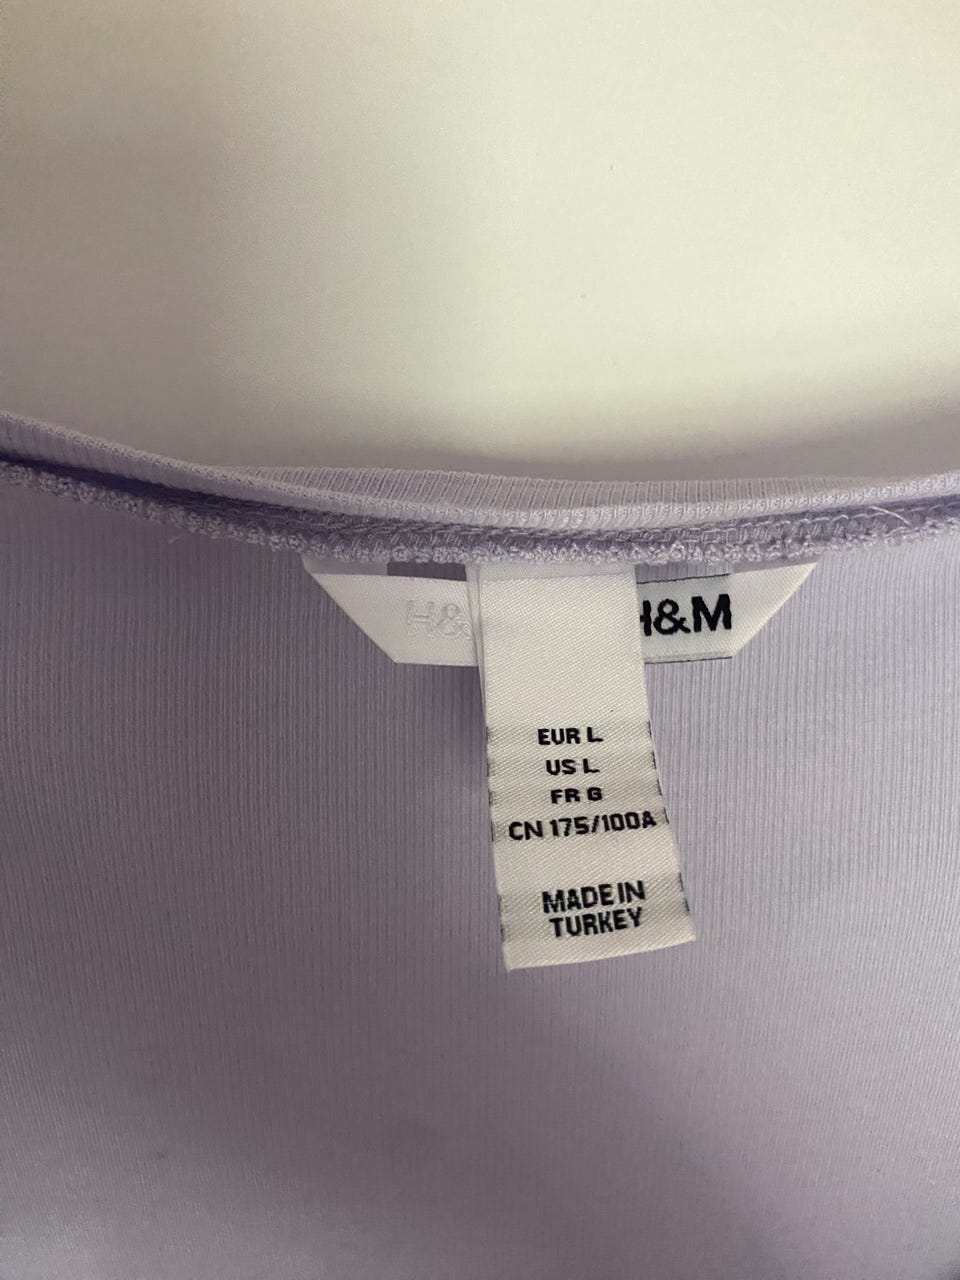 H&
H&M
EUR L
US L
FR G
CN 175/100A
MADE IN
TURKEY